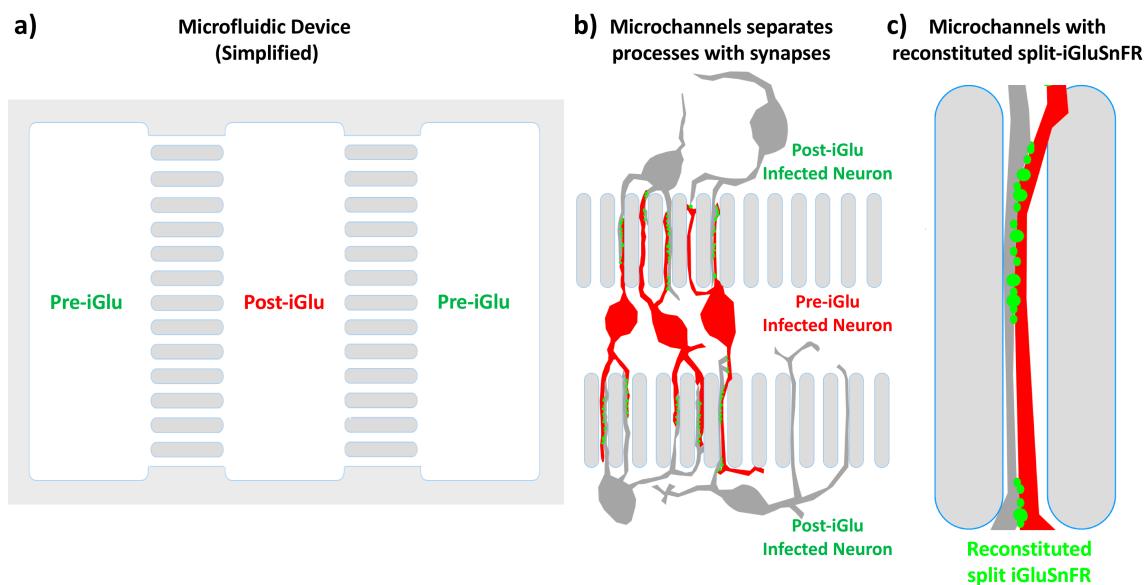 a)
Microfluidic Device
(Simplified)
Pre-iGlu
Post-iGlu
Pre-iGlu
b)
Microchannels separates
processes with synapses
Post-iGlu
Infected Neuron
Pre-iGlu
Infected Neuron
Post-iGlu
Infected Neuron
c)
Microchannels with
reconstituted split-iGluSnFR
Reconstituted
split iGluSnFR